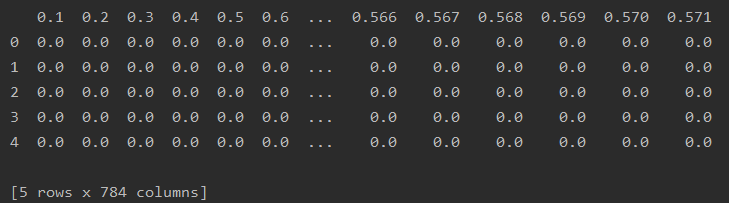 0.1 0.2 0.3 0.4 0.5 0.6 ... 0.566 0.567 0.568 0.569 0.570 0.571
0 0.0 0.0 0.0 0.0 0.0 0.0 ... 0.0 0.0 0.0 0.0 0.0 0.0
1 0.0 0.0 0.0 0.0 0.0 0.0 ... 0.0 0.0 0.0 0.0 0.0 0.0
2 0.0 0.0 0.0 0.0 0.0 0.0 ... 0.0 0.0 0.0 0.0 0.0 0.0
3 0.0 0.0 0.0 0.0 0.0 0.0 ... 0.0 0.0 0.0 0.0 0.0 0.0
4 0.0 0.0 0.0 0.0 0.0 0.0 ... 0.0 0.0 0.0 0.0 0.0 0.0
[5 rows x 784 columns]